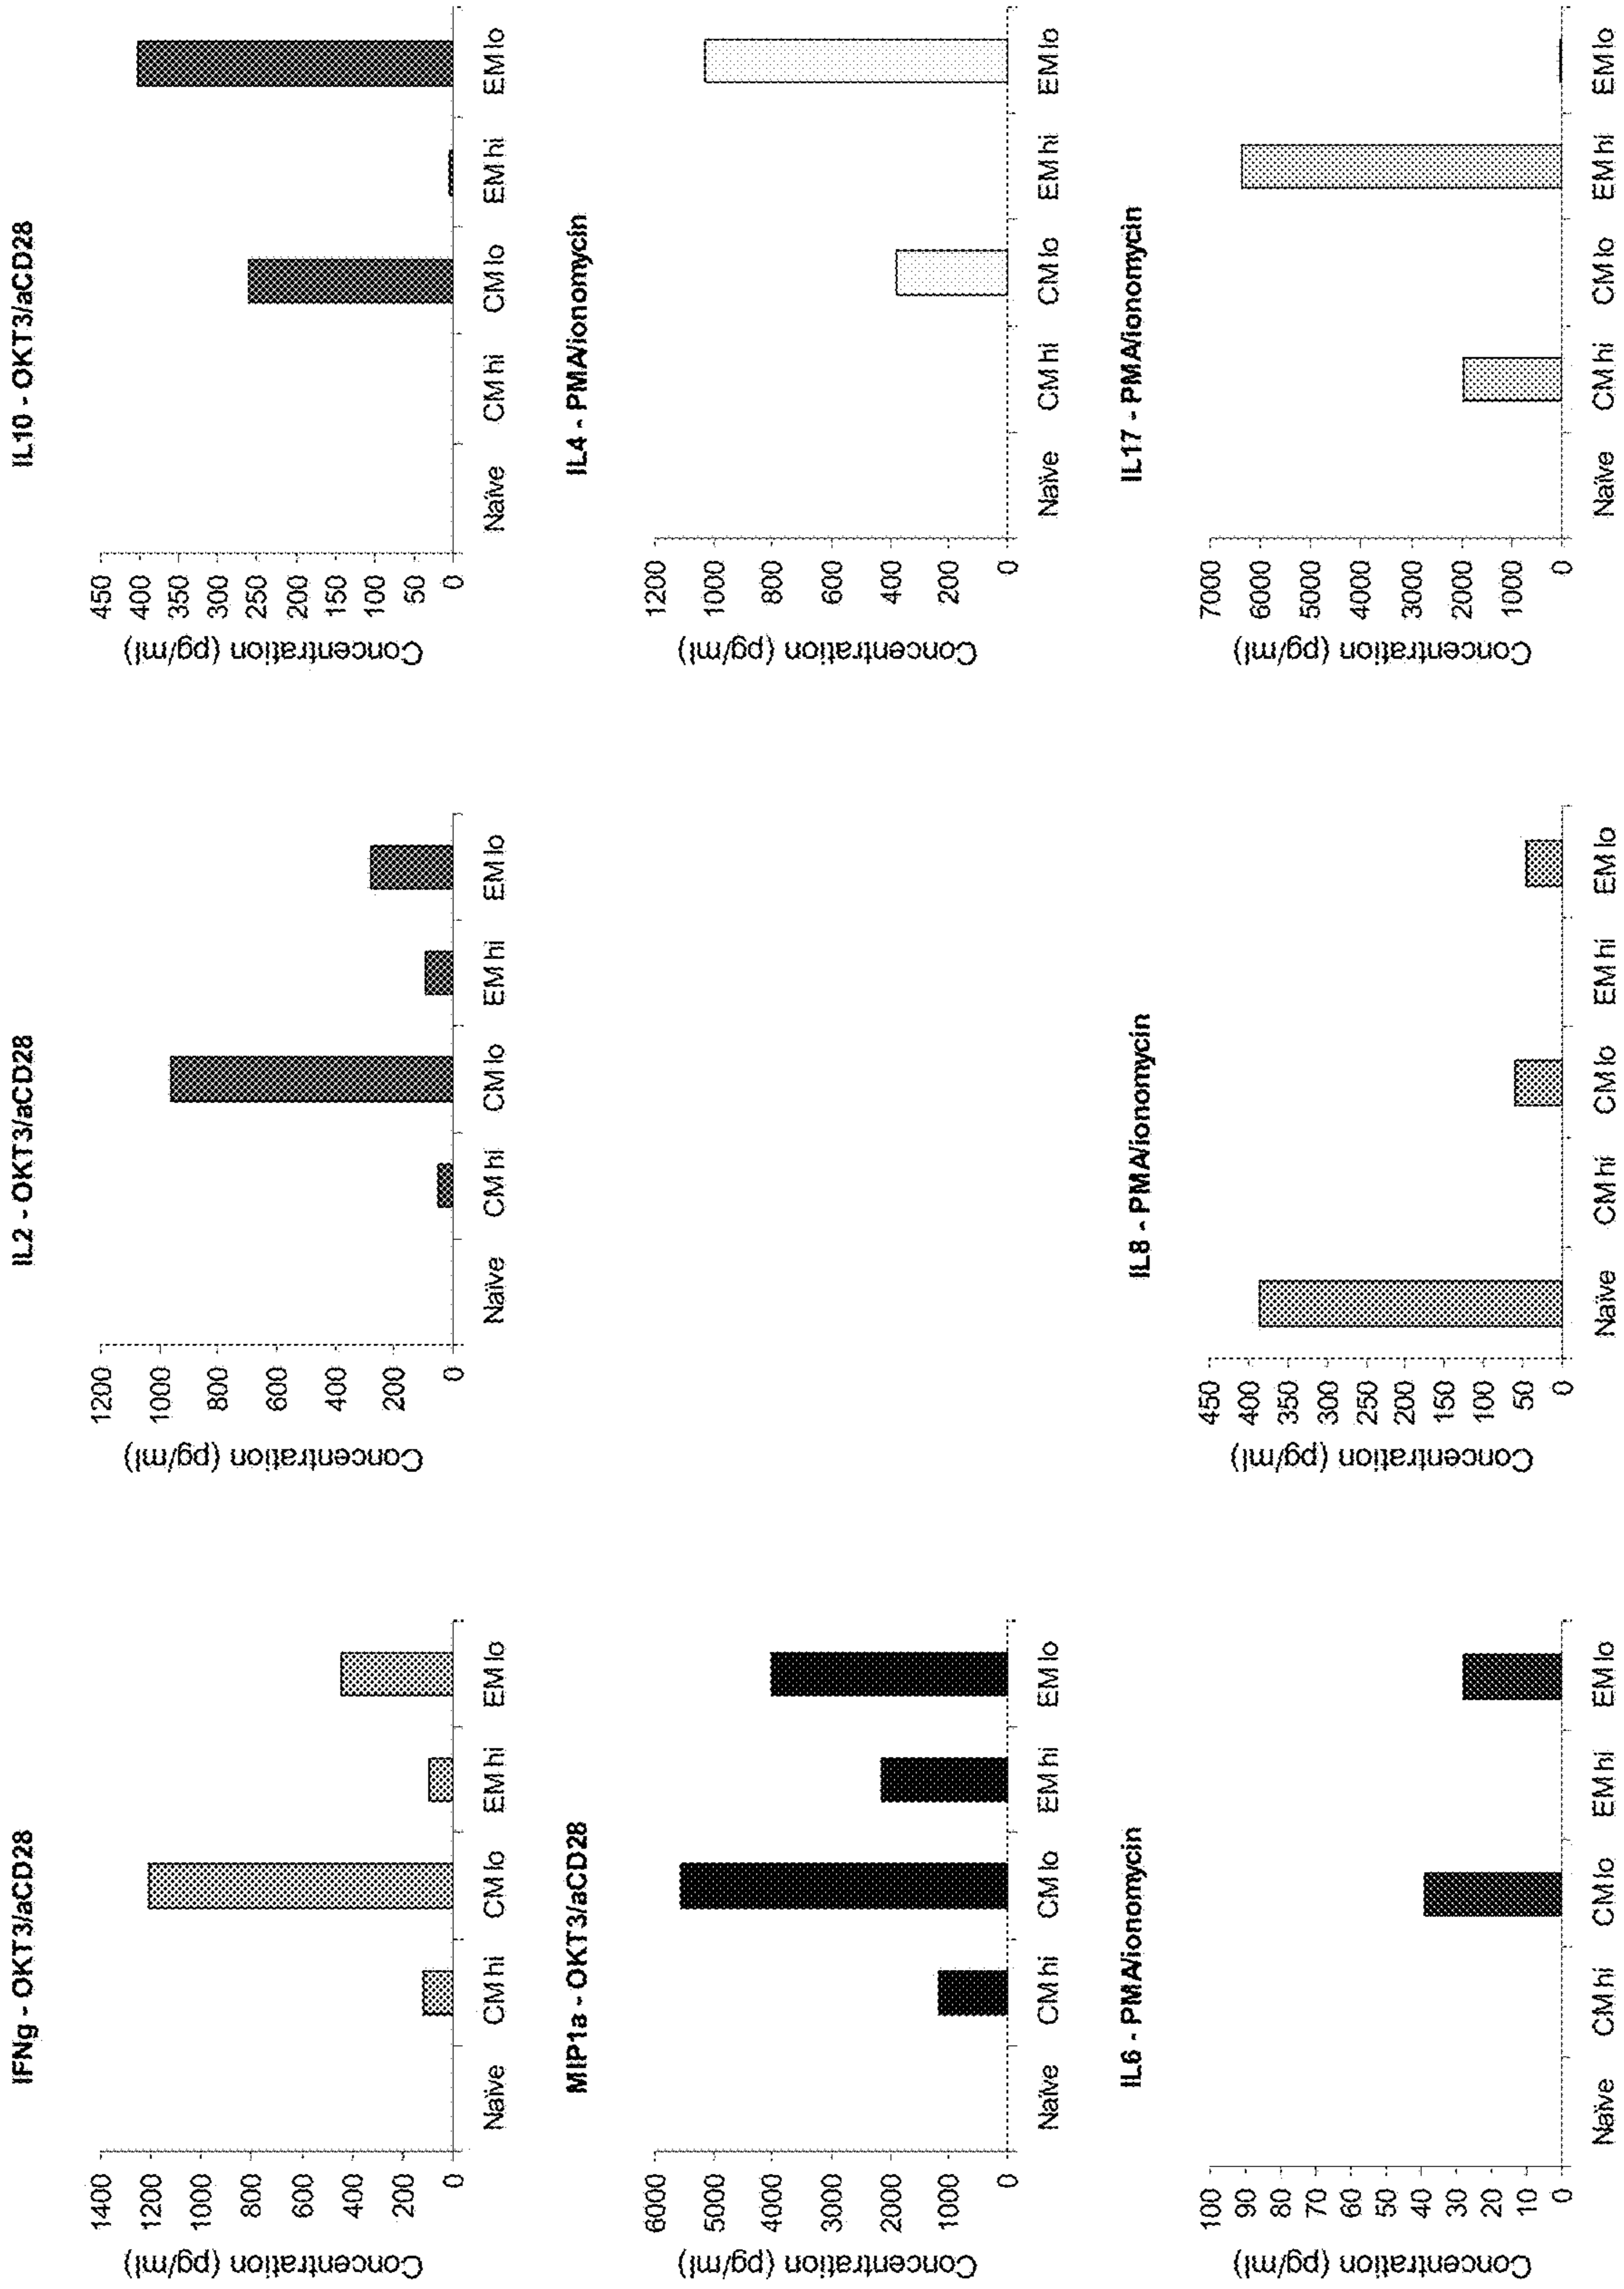 IFNg - OKT3/aCD28
Concentration (pg/ml)
1400
1200
1000
800
600
400
200
0
Naïve CM hi CM lo EM hi EM lo
IL2 - OKT3/aCD28
Concentration (pg/ml)
1200
1000
800
600
400
200
0
Naïve CM hi CM lo EM hi EM lo
IL10 - OKT3/aCD28
Concentration (pg/ml)
450
400
350
300
250
200
150
100
50
0
Naïve CM hi CM lo EM hi EM lo
MIP1a - OKT3/aCD28
Concentration (pg/ml)
6000
5000
4000
3000
2000
1000
0
Naïve CM hi CM lo EM hi EM lo
IL4 - PMA/ionomycin
Concentration (pg/ml)
1200
1000
800
600
400
200
0
Naïve CM hi CM lo EM hi EM lo
IL6 - PMA/ionomycin
Concentration (pg/ml)
100
90
80
70
60
50
40
30
20
10
0
Naïve CM hi CM lo EM hi EM lo
IL8 - PMA/ionomycin
Concentration (pg/ml)
450
400
350
300
250
200
150
100
50
0
Naïve CM hi CM lo EM hi EM lo
IL17 - PMA/ionomycin
Concentration (pg/ml)
7000
6000
5000
4000
3000
2000
1000
0
Naïve CM hi CM lo EM hi EM lo